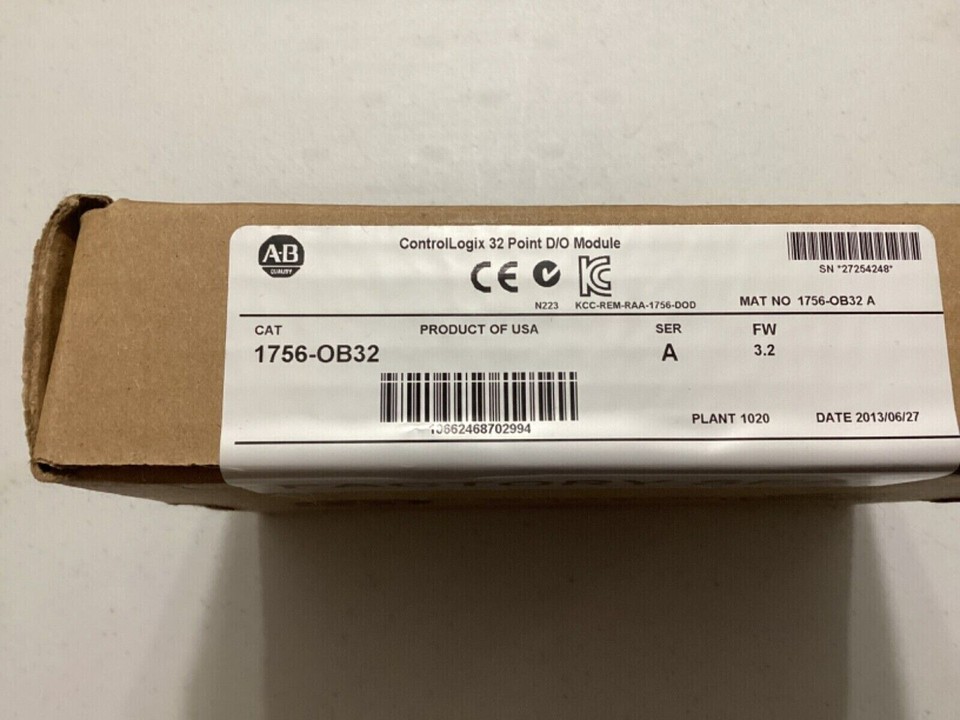 A-B
QUALITY
ControlLogix 32 Point D/O Module
CE
N223 KCC-REM-RAA-1756-DOD
SN *27254248*
MAT NO 1756-OB32 A
CAT PRODUCT OF USA SER FW
1756-OB32 A 3.2
10662468702994
PLANT 1020 DATE 2013/06/27